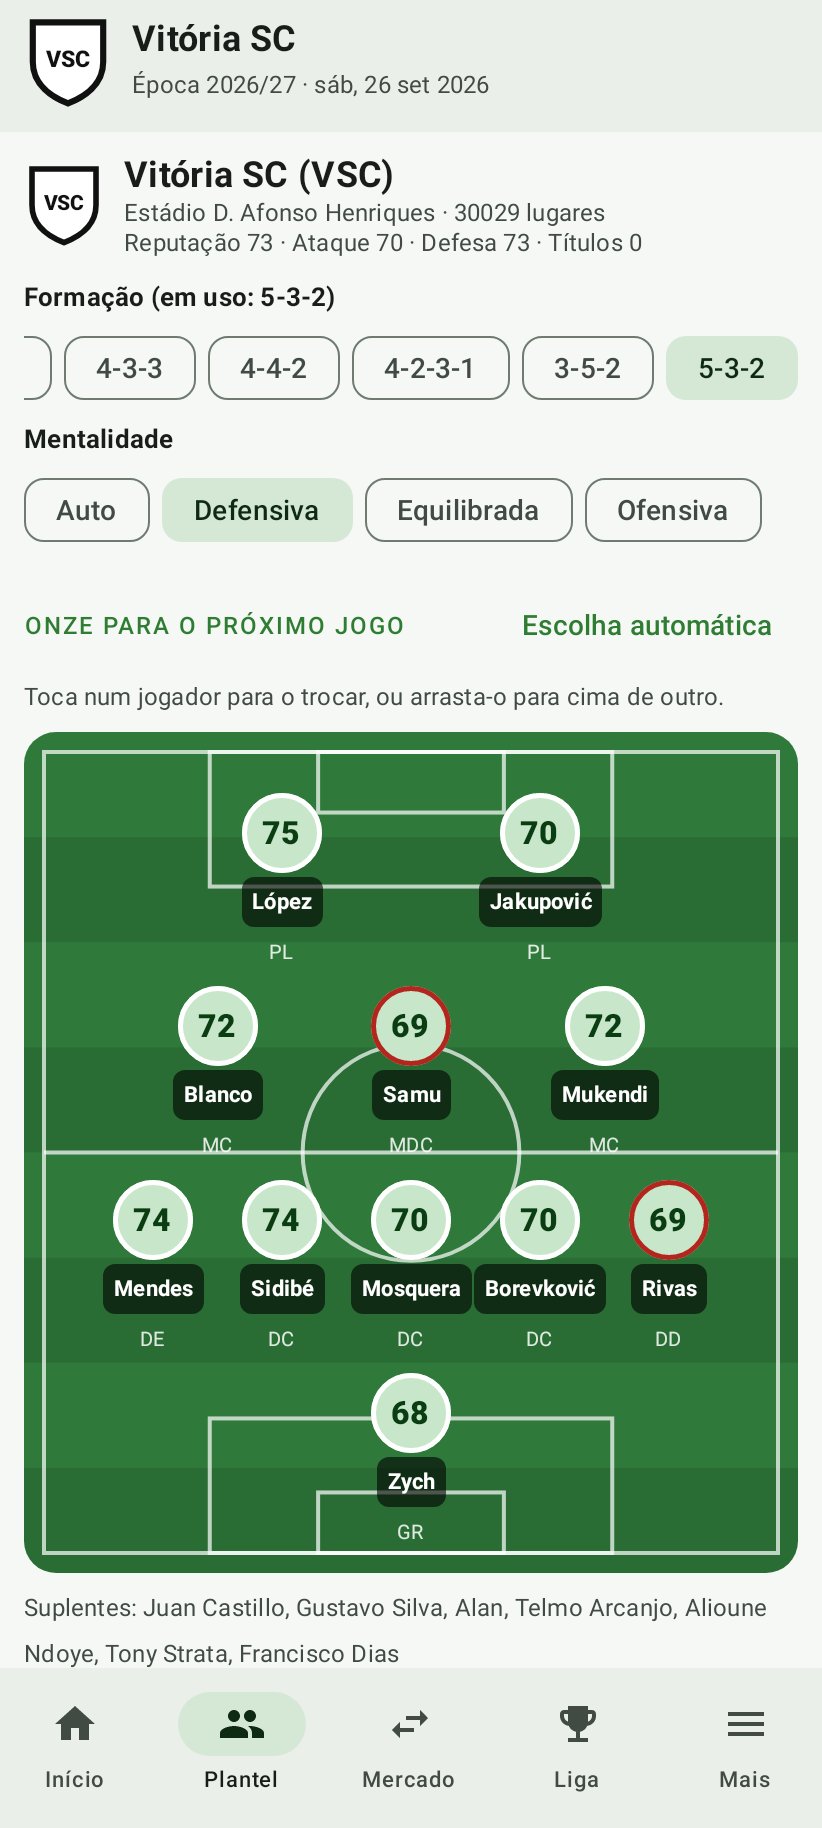 VSC
Vitória SC
Época 2026/27 · sáb, 26 set 2026
VSC
Vitória SC (VSC)
Estádio D. Afonso Henriques · 30029 lugares
Reputação 73 · Ataque 70 · Defesa 73 · Títulos 0
Formação (em uso: 5-3-2)
4-3-3 4-4-2 4-2-3-1 3-5-2 5-3-2
Mentalidade
Auto Defensiva Equilibrada Ofensiva
ONZE PARA O PRÓXIMO JOGO Escolha automática
Toca num jogador para o trocar, ou arrasta-o para cima de outro.
75 70
López Jakupović
PL PL
72 69 72
Blanco Samu Mukendi
MC MDC MC
74 74 70 70 69
Mendes Sidibé Mosquera Borevković Rivas
DE DC DC DC DD
68
Zych
GR
Suplentes: Juan Castillo, Gustavo Silva, Alan, Telmo Arcanjo, Alioune
Ndoye, Tony Strata, Francisco Dias
Início Plantel Mercado Liga Mais